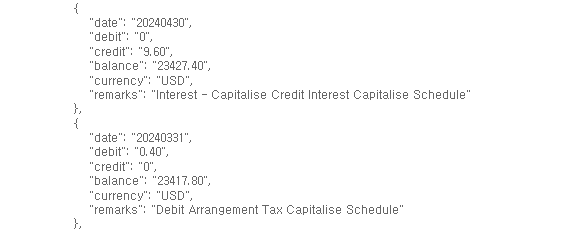 {
"date": "20240430",
"debit": "0",
"credit": "9.60",
"balance": "23427.40",
"currency": "USD",
"remarks": "Interest - Capitalise Credit Interest Capitalise Schedule"
},
{
"date": "20240331",
"debit": "0.40",
"credit": "0",
"balance": "23417.80",
"currency": "USD",
"remarks": "Debit Arrangement Tax Capitalise Schedule"
},